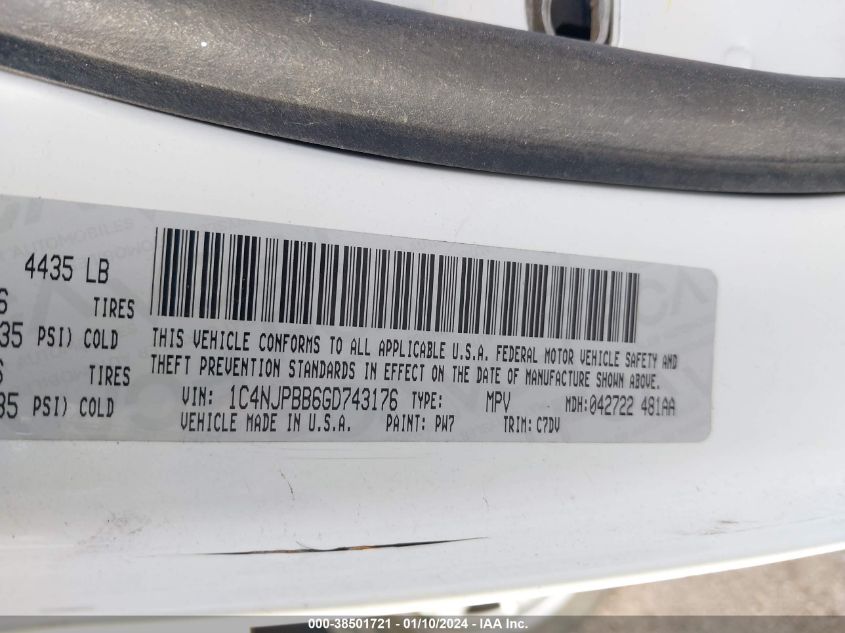 AUTOMOBILES
4435 LB
TIRES
35 PSI) COLD
THIS VEHICLE CONFORMS TO ALL APPLICABLE U.S.A. FEDERAL MOTOR VEHICLE SAFETY AND
THEFT PREVENTION STANDARDS IN EFFECT ON THE DATE OF MANUFACTURE SHOWN ABOVE.
TIRES
35 PSI) COLD
VIN: 1C4NJPBB6GD743176 TYPE: MPV MDH:042722 481AA
VEHICLE MADE IN U.S.A. PAINT: PW7 TRIM: C7DV
000-38501721 - 01/10/2024 - IAA Inc.